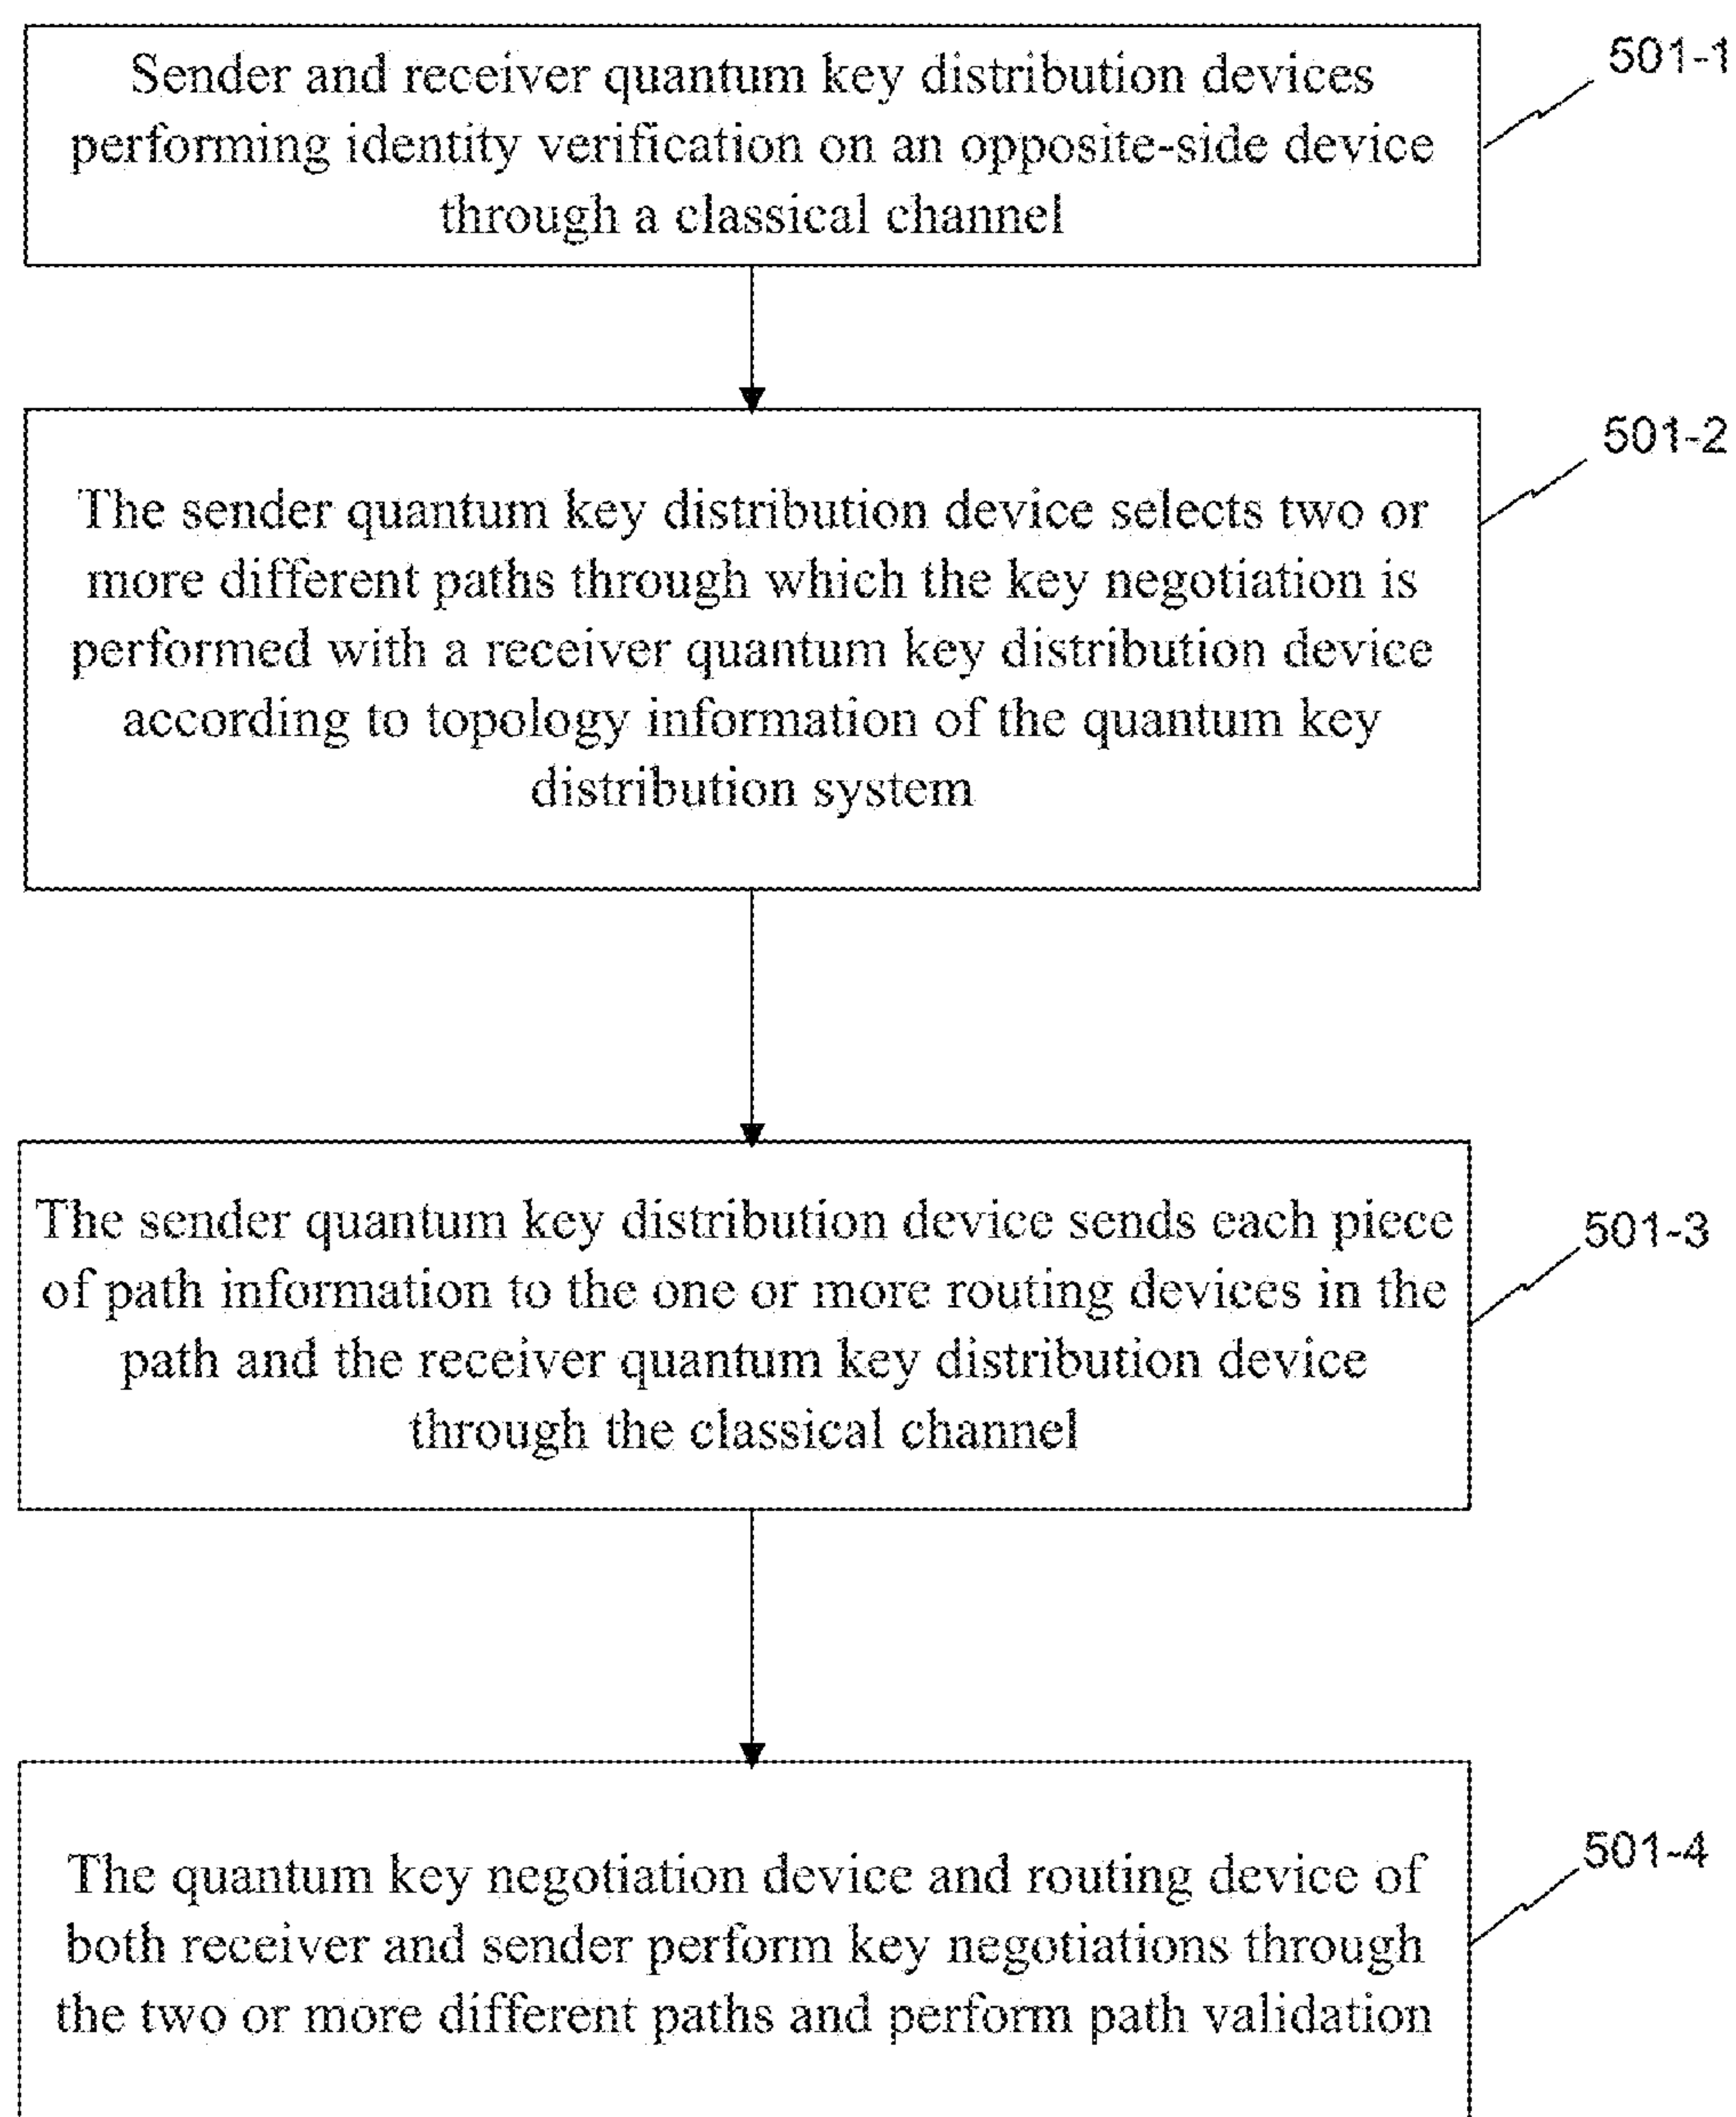 Sender and receiver quantum key distribution devices
performing identity verification on an opposite-side device
through a classical channel
501-1
The sender quantum key distribution device selects two or
more different paths through which the key negotiation is
performed with a receiver quantum key distribution device
according to topology information of the quantum key
distribution system
501-2
The sender quantum key distribution device sends each piece
of path information to the one or more routing devices in the
path and the receiver quantum key distribution device
through the classical channel
501-3
The quantum key negotiation device and routing device of
both receiver and sender perform key negotiations through
the two or more different paths and perform path validation
501-4